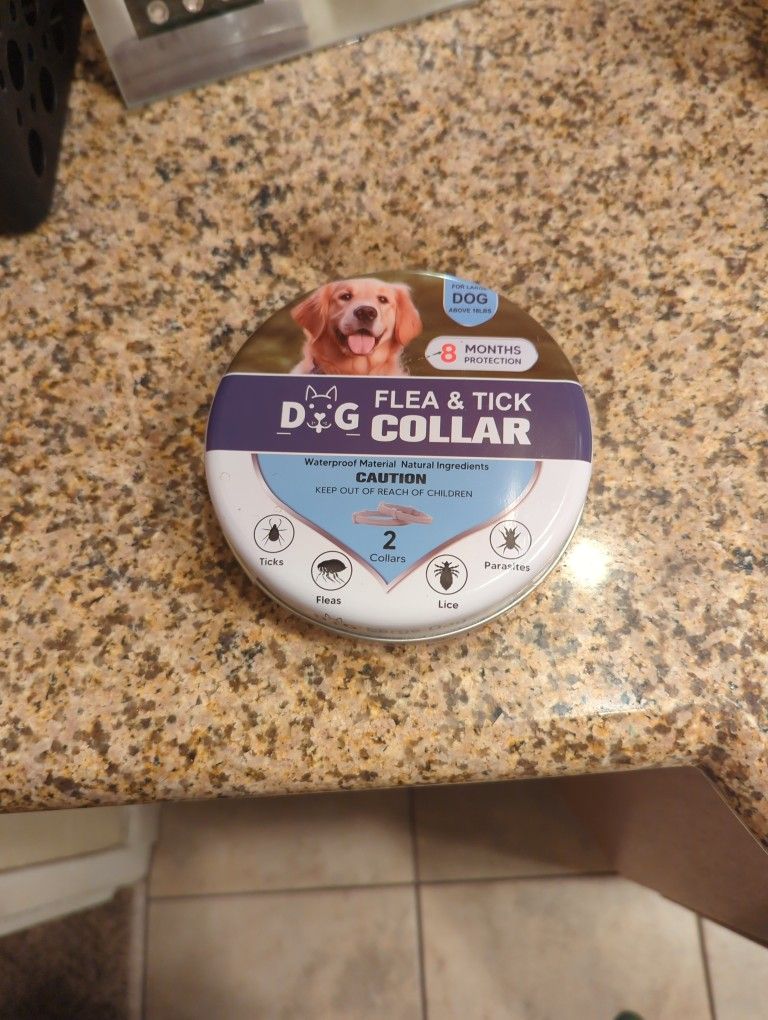 FOR LARGE
DOG
ABOVE 18LBS
8 MONTHS
PROTECTION
DOG FLEA & TICK
COLLAR
Waterproof Material Natural Ingredients
CAUTION
KEEP OUT OF REACH OF CHILDREN
2
Collars
Ticks
Fleas
Lice
Parasites